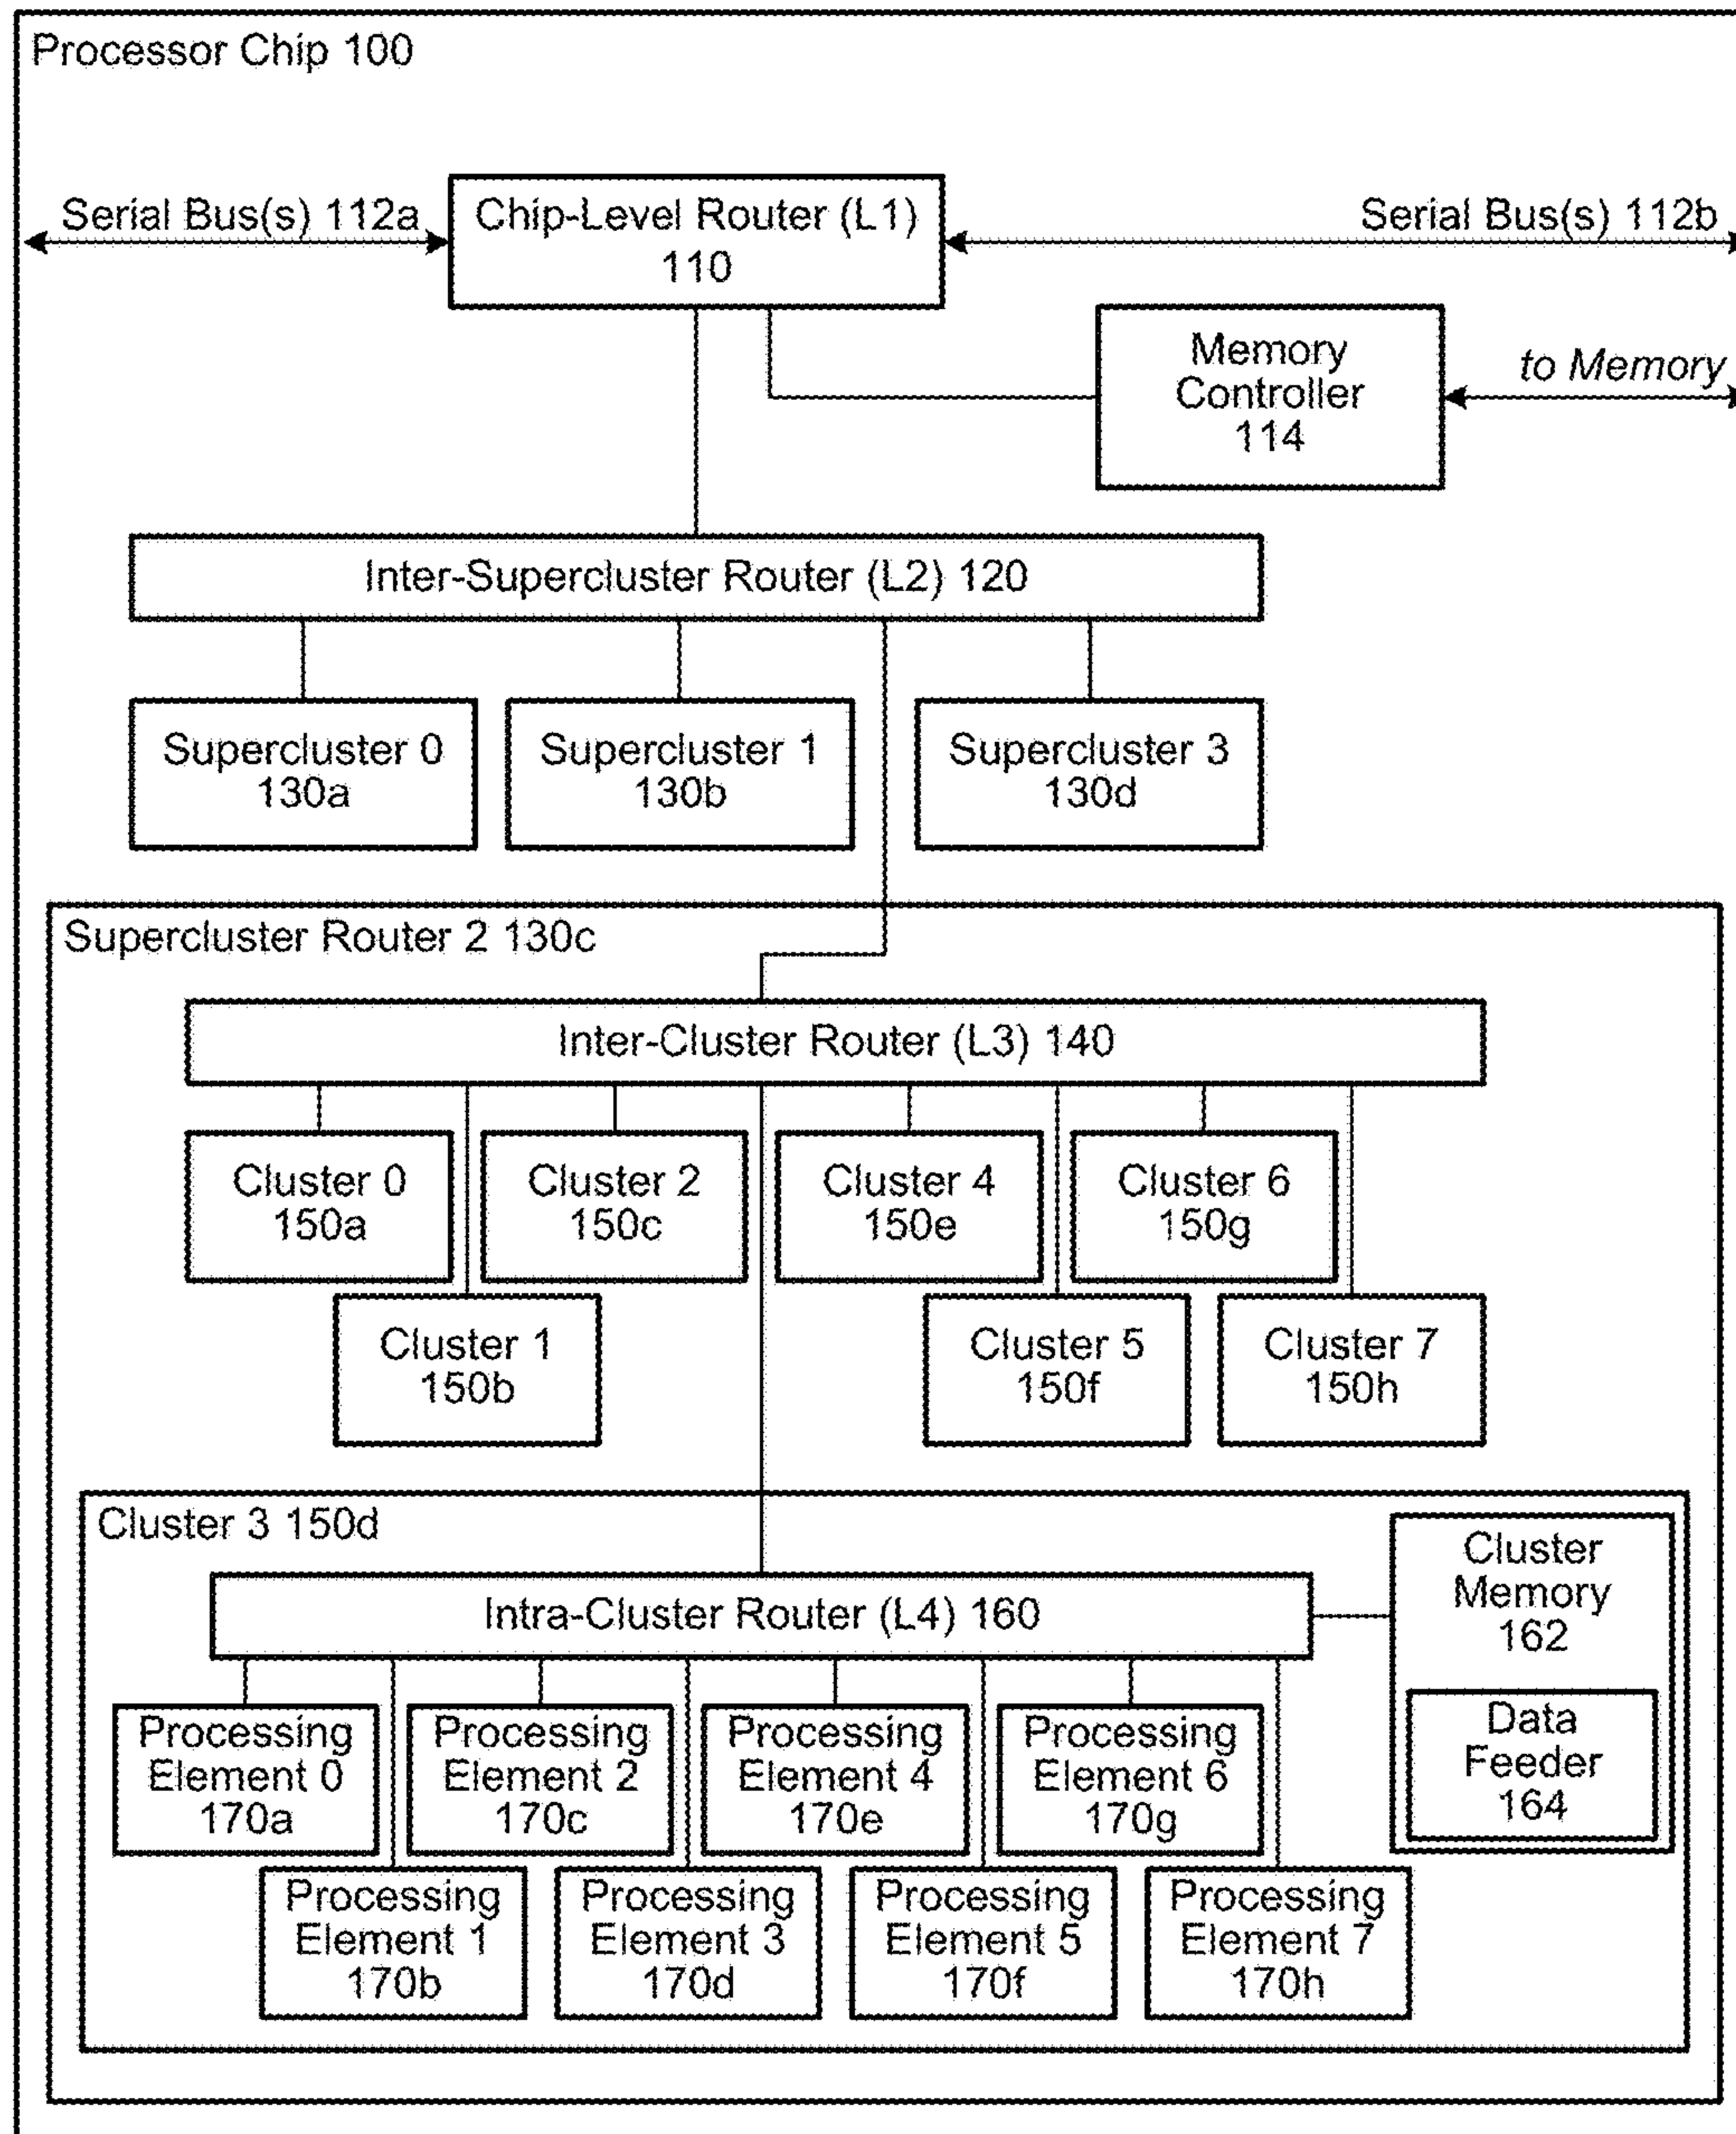 Processor Chip 100
Serial Bus(s) 112a
Chip-Level Router (L1)
110
Serial Bus(s) 112b
Memory
Controller
114
to Memory
Inter-Supercluster Router (L2) 120
Supercluster 0
130a
Supercluster 1
130b
Supercluster 3
130d
Supercluster Router 2 130c
Inter-Cluster Router (L3) 140
Cluster 0
150a
Cluster 2
150c
Cluster 4
150e
Cluster 6
150g
Cluster 1
150b
Cluster 5
150f
Cluster 7
150h
Cluster 3 150d
Intra-Cluster Router (L4) 160
Cluster
Memory
162
Data
Feeder
164
Processing
Element 0
170a
Processing
Element 2
170c
Processing
Element 4
170e
Processing
Element 6
170g
Processing
Element 1
170b
Processing
Element 3
170d
Processing
Element 5
170f
Processing
Element 7
170h